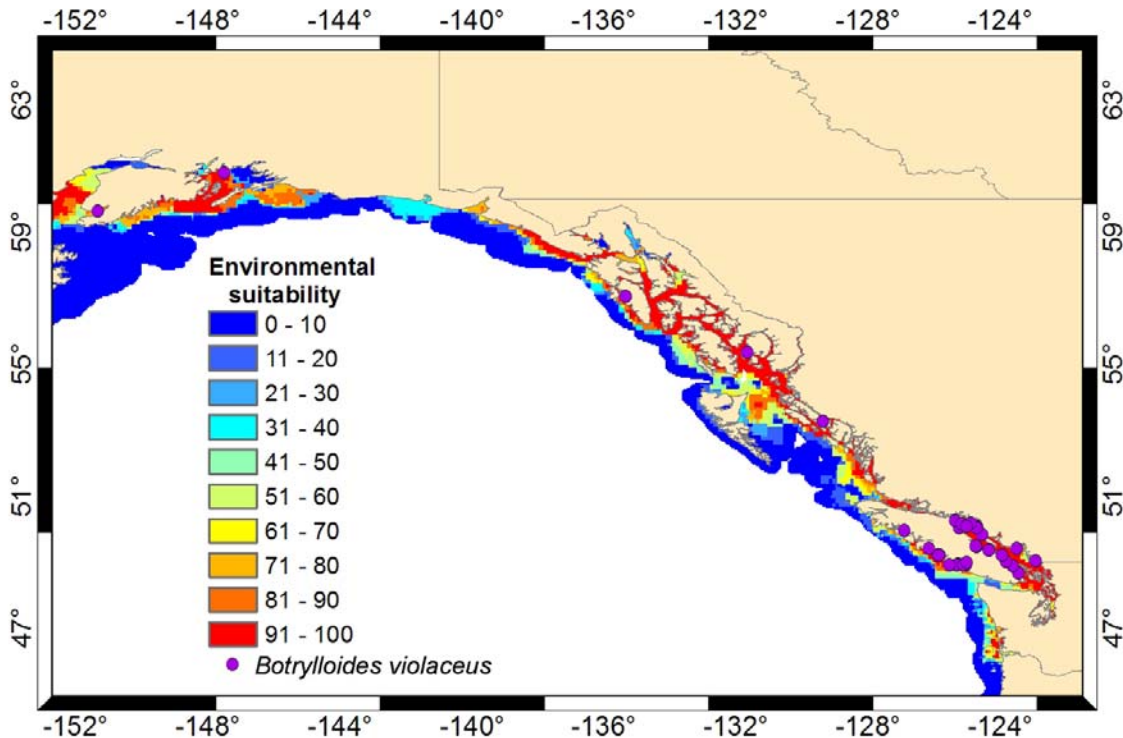 -152° -148° -144° -140° -136° -132° -128° -124°
63° 63°
59° 59°
Environmental
suitability
0 - 10
11 - 20
55° 55°
21 - 30
31 - 40
41 - 50
51 - 60
51° 51°
61 - 70
71 - 80
81 - 90
47° 91 - 100 47°
Botrylloides violaceus
-152° -148° -144° -140° -136° -132° -128° -124°